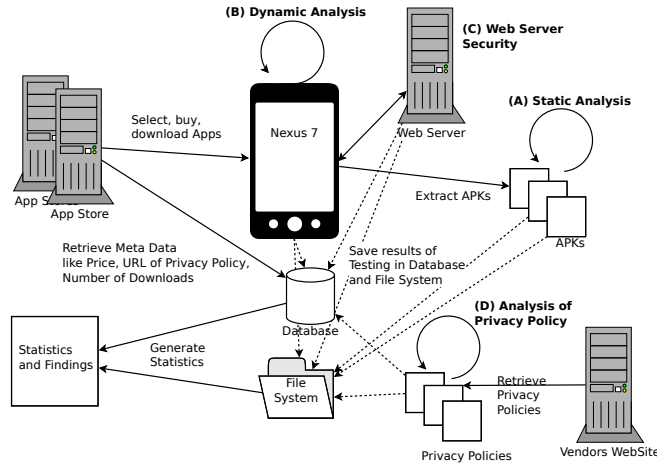 (B) Dynamic Analysis
(C) Web Server
Security
(A) Static Analysis
Select, buy,
download Apps
Nexus 7
Web Server
Extract APKs
App Store
App Store
APKs
Retrieve Meta Data
like Price, URL of Privacy Policy,
Number of Downloads
Save results of
Testing in Database
and File System
Database
(D) Analysis of
Privacy Policy
Statistics
and Findings
Generate
Statistics
File
System
Retrieve
Privacy
Policies
Privacy Policies
Vendors WebSite